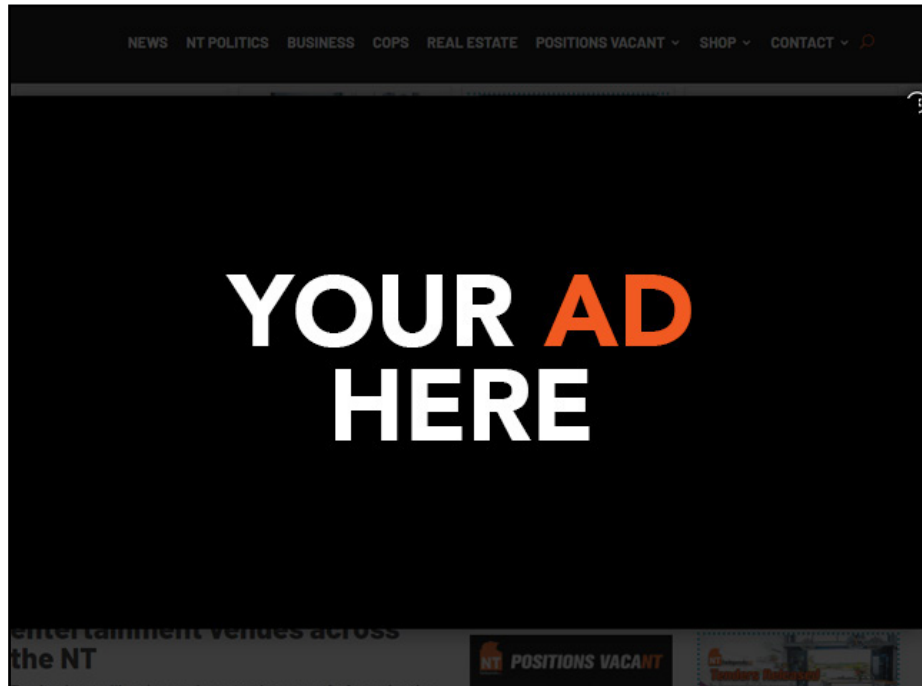 NEWS NT POLITICS BUSINESS COPS REAL ESTATE POSITIONS VACANT SHOP CONTACT
YOUR AD
HERE
entertainment venues across
the NT
NT POSITIONS VACANT
NT
Tenders Released